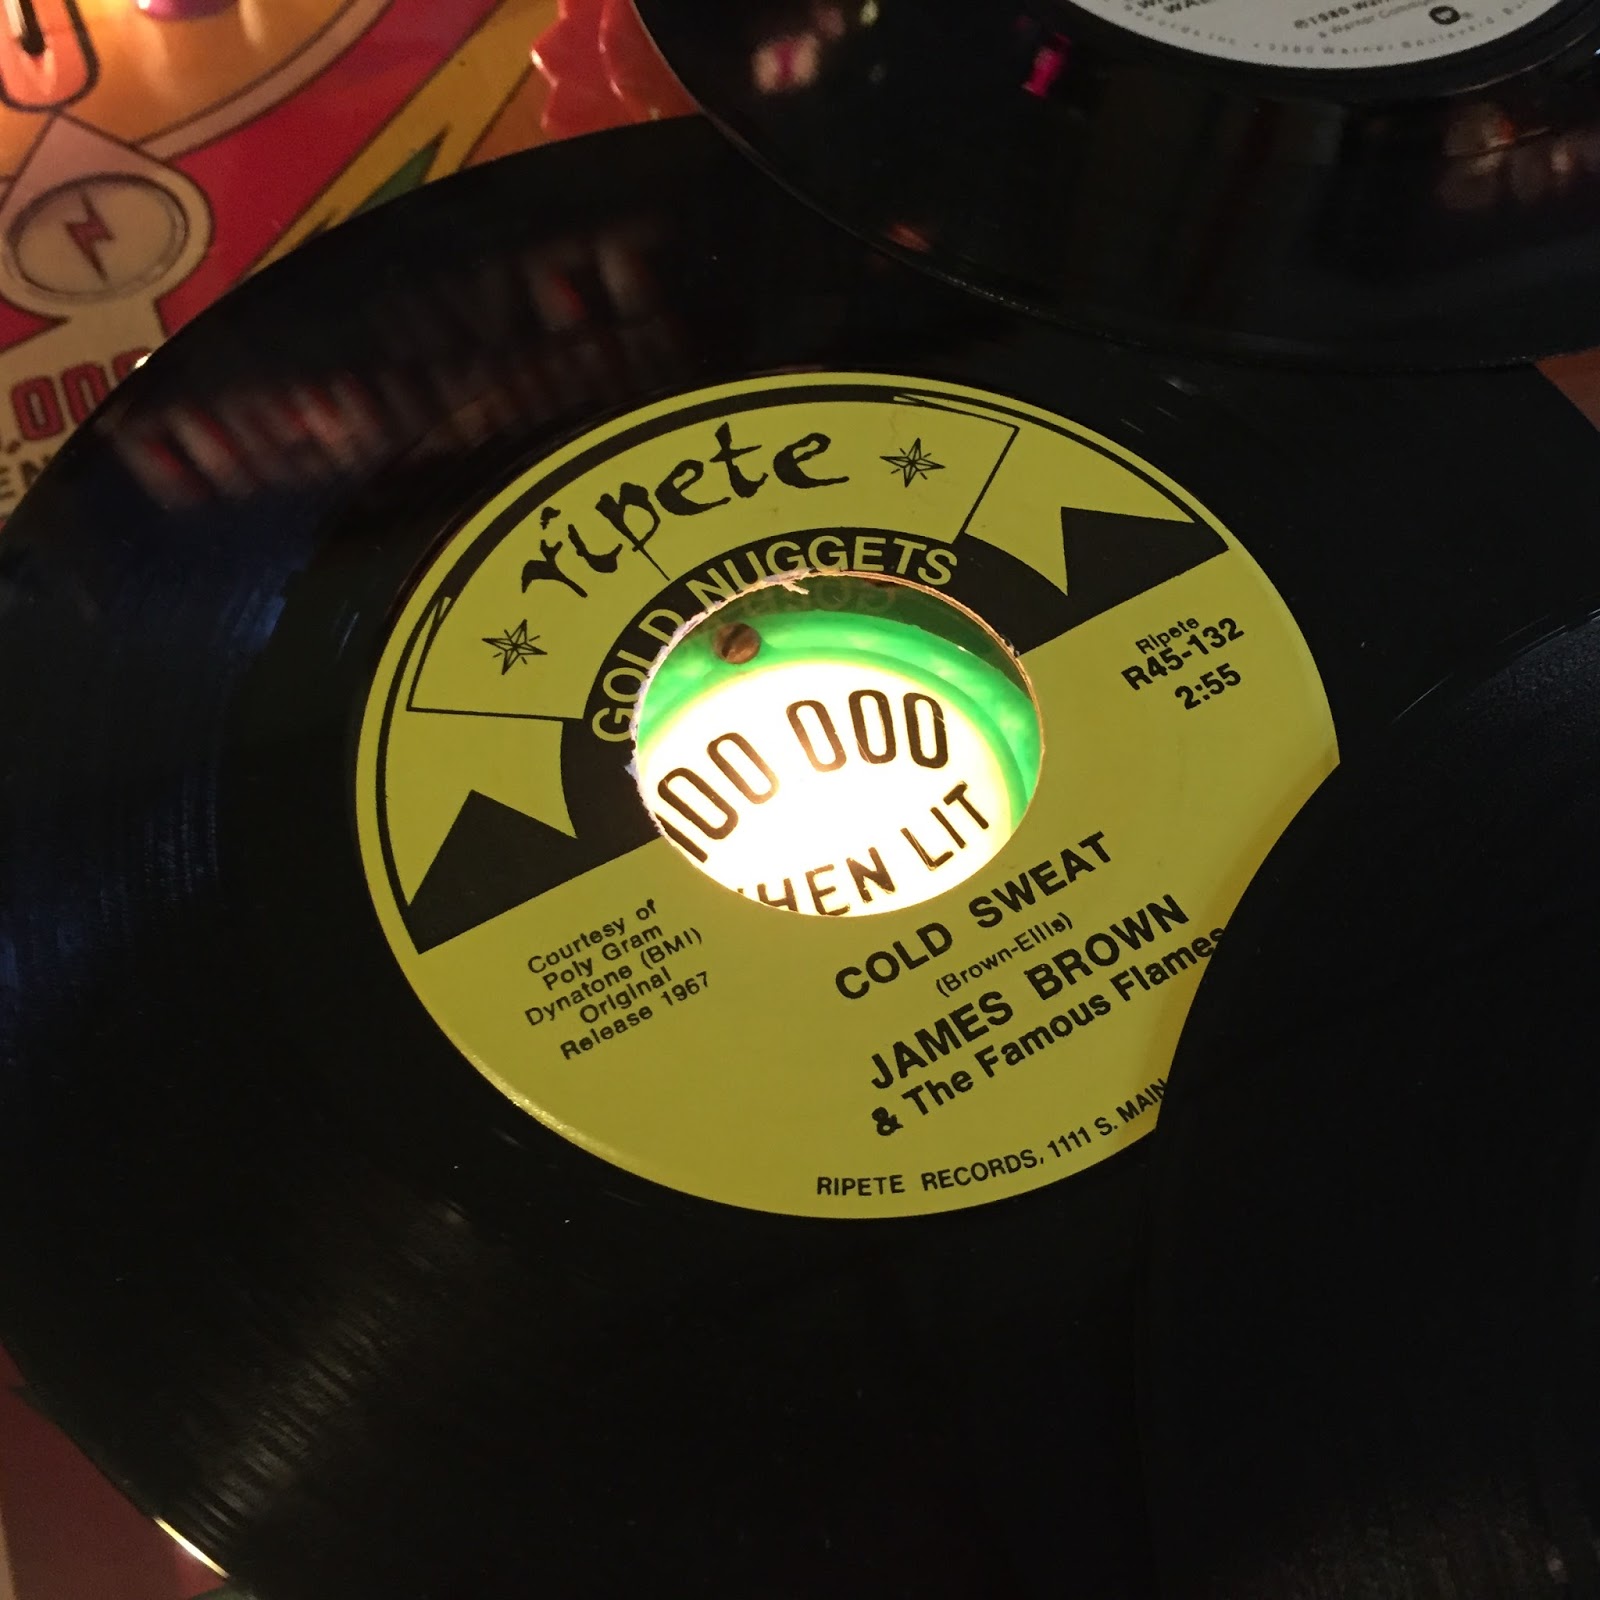 ripete
GOLD NUGGETS
Ripete
R45-132
2:55
100 000
WHEN LIT
Courtesy of
Poly Gram
Dynatone (BMI)
Original
Release 1967
COLD SWEAT
(Brown-Ellis)
JAMES BROWN
& The Famous Flames
RIPETE RECORDS, 1111 S. MAIN